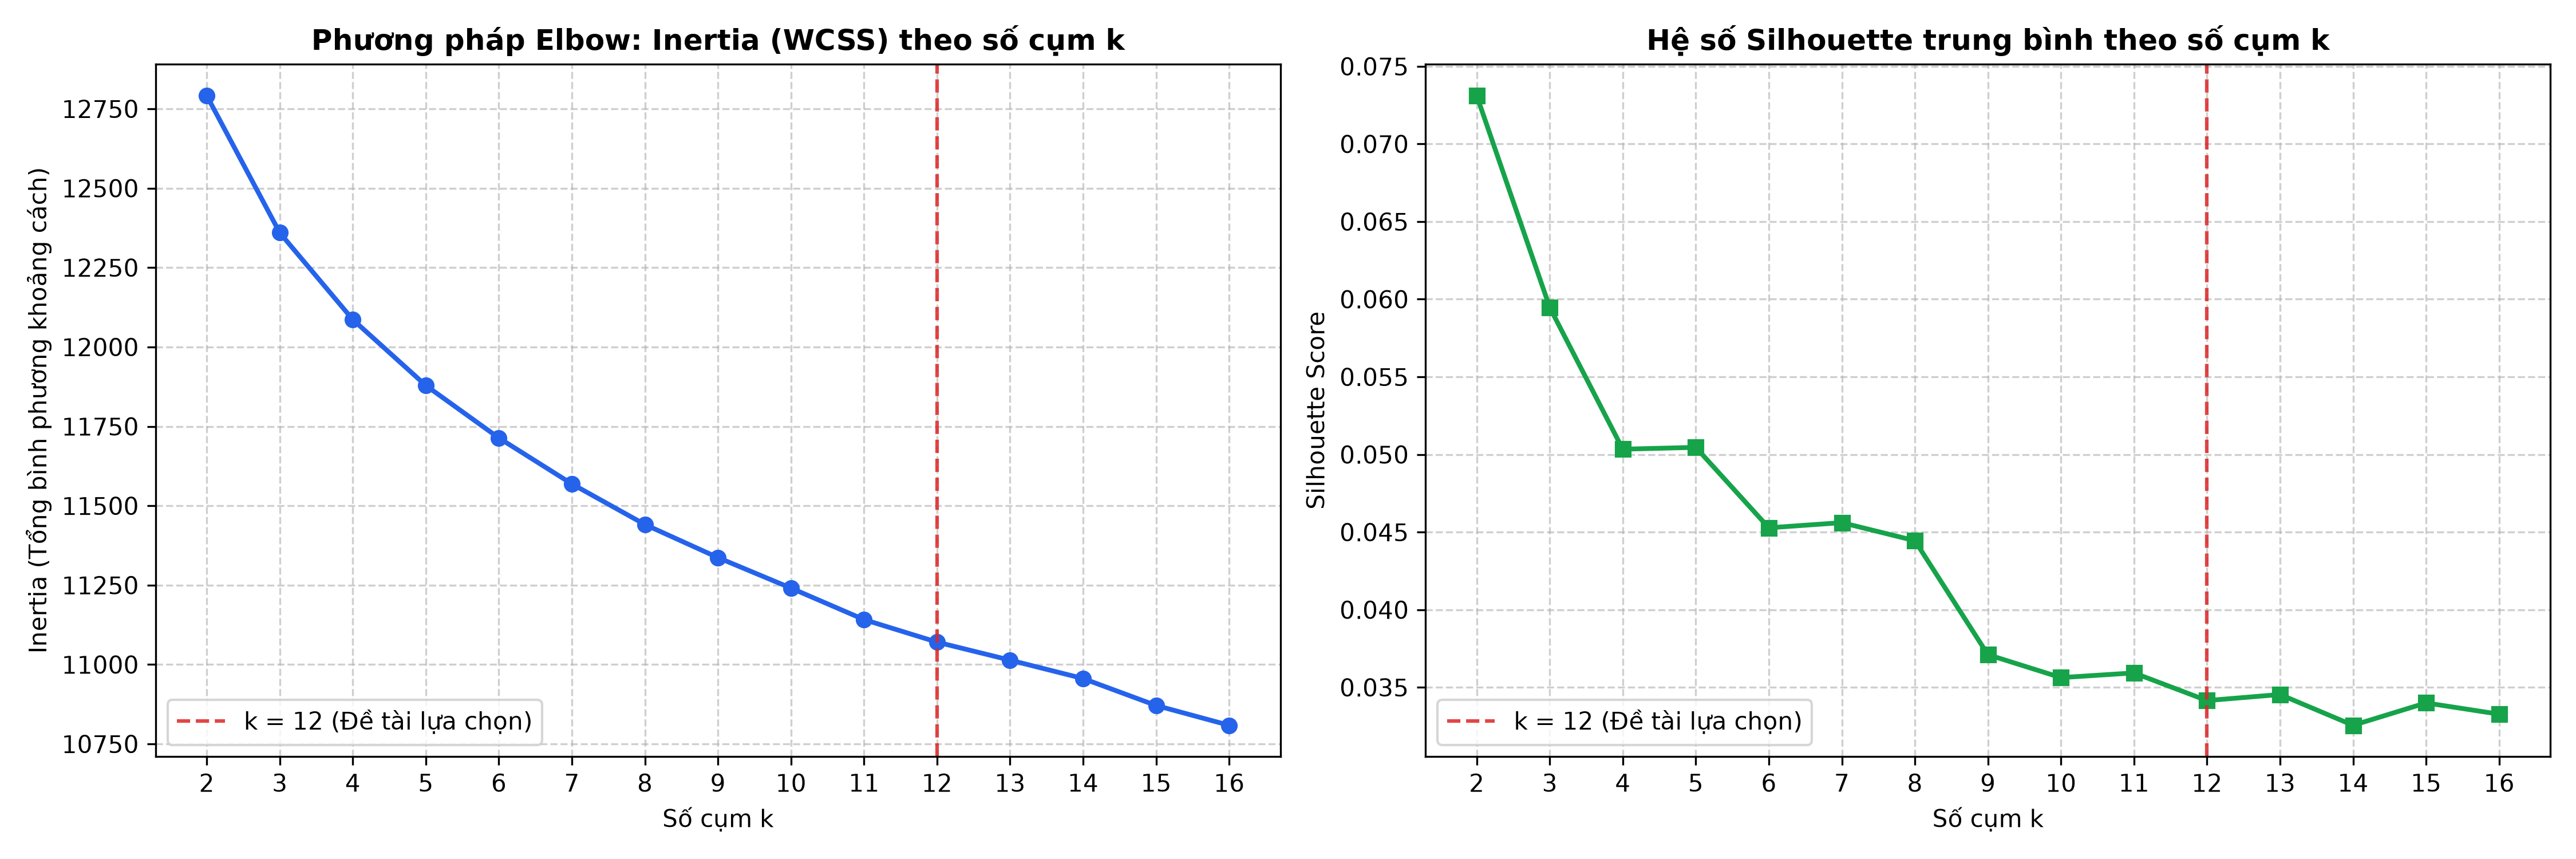 Phương pháp Elbow: Inertia (WCSS) theo số cụm k
Inertia (Tổng bình phương khoảng cách)
12750
12500
12250
12000
11750
11500
11250
11000
10750
k = 12 (Đề tài lựa chọn)
2 3 4 5 6 7 8 9 10 11 12 13 14 15 16
Số cụm k
Hệ số Silhouette trung bình theo số cụm k
Silhouette Score
0.075
0.070
0.065
0.060
0.055
0.050
0.045
0.040
0.035
k = 12 (Đề tài lựa chọn)
2 3 4 5 6 7 8 9 10 11 12 13 14 15 16
Số cụm k